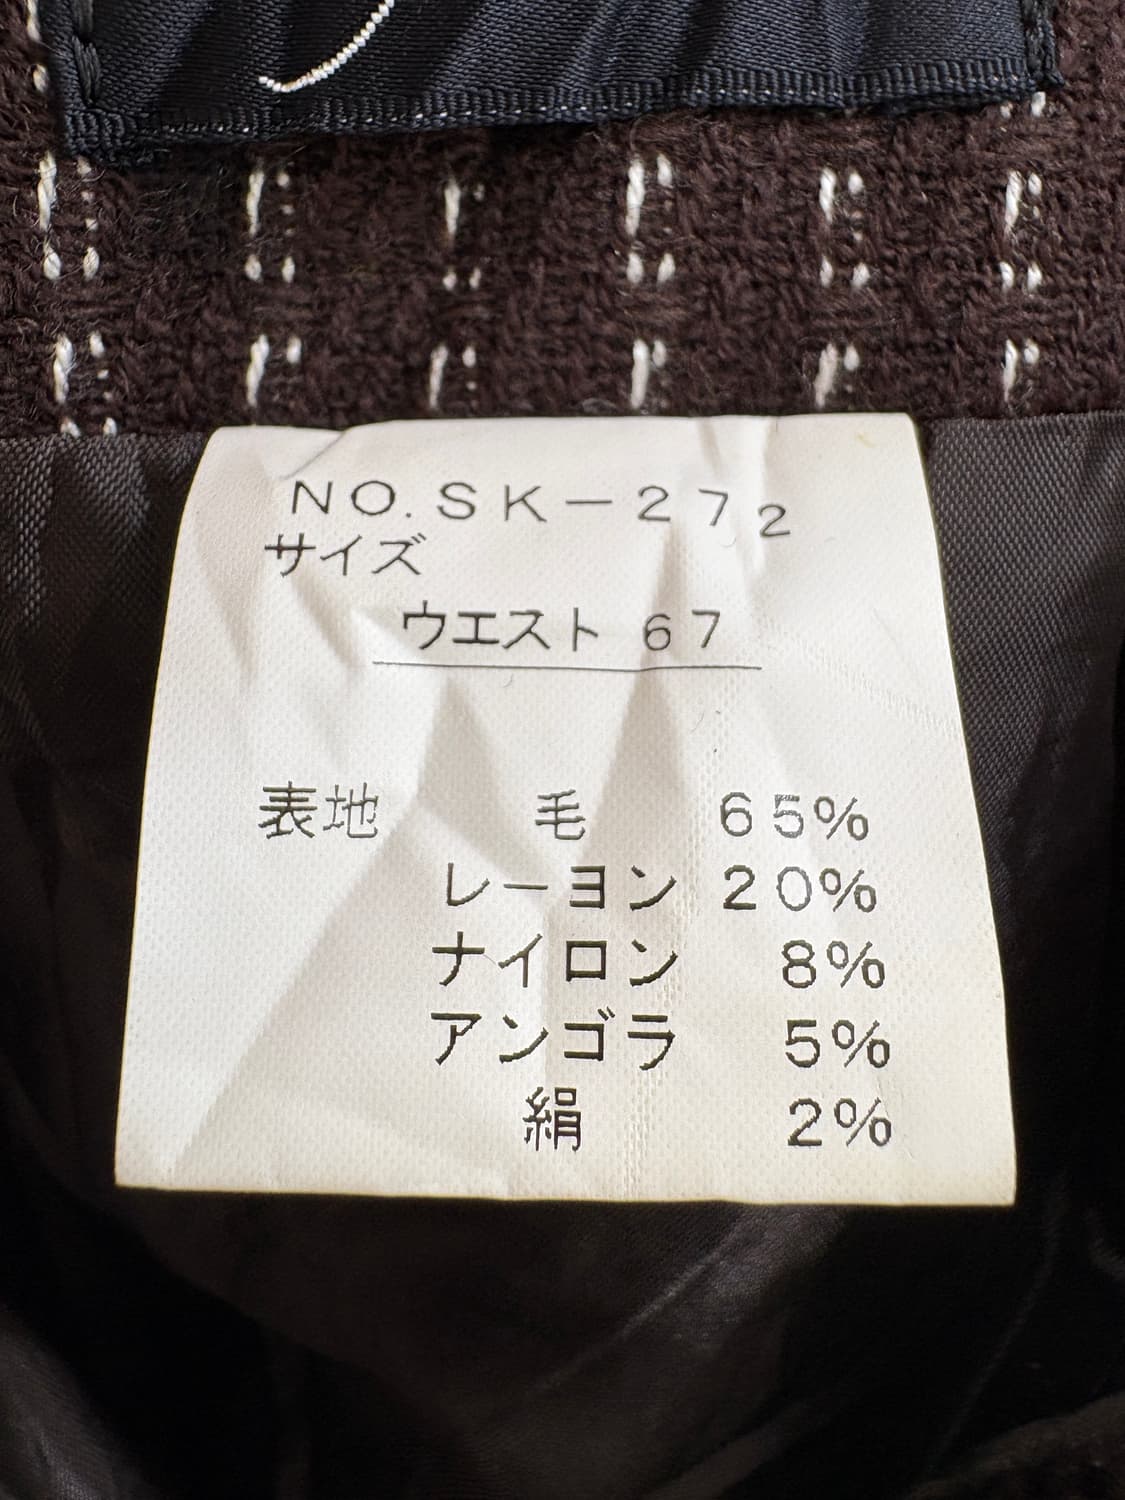 NO.SK-272
サイズ
ウエスト 67
表地 毛 65%
レーヨン 20%
ナイロン 8%
アンゴラ 5%
絹 2%